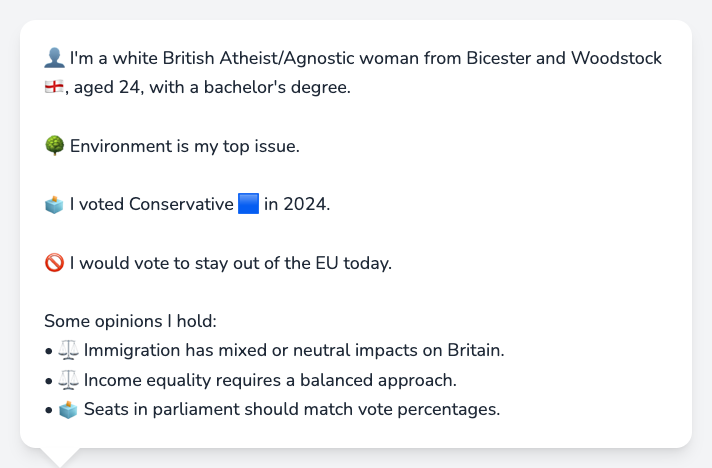 👤 I'm a white British Atheist/Agnostic woman from Bicester and Woodstock
🏴󠁧󠁢󠁥󠁮󠁧󠁿, aged 24, with a bachelor's degree.
🌳 Environment is my top issue.
🗳️ I voted Conservative 🟦 in 2024.
🚫 I would vote to stay out of the EU today.
Some opinions I hold:
• ⚖️ Immigration has mixed or neutral impacts on Britain.
• ⚖️ Income equality requires a balanced approach.
• 🗳️ Seats in parliament should match vote percentages.